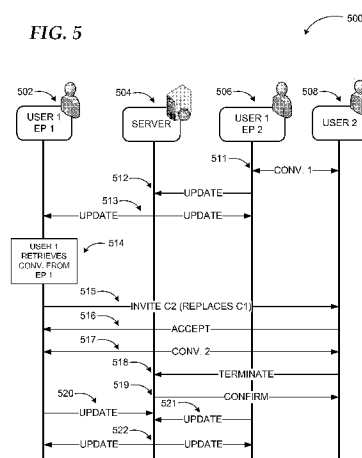 FIG. 5
500
502
504
506
508
USER 1
EP 1
SERVER
USER 1
EP 2
USER 2
511
CONV. 1
512
UPDATE
513
UPDATE
UPDATE
USER 1
RETRIEVES
CONV. FROM
EP 1
514
515
INVITE C2 (REPLACES C1)
516
ACCEPT
517
CONV. 2
518
TERMINATE
519
CONFIRM
520
UPDATE
521
UPDATE
522
UPDATE
UPDATE